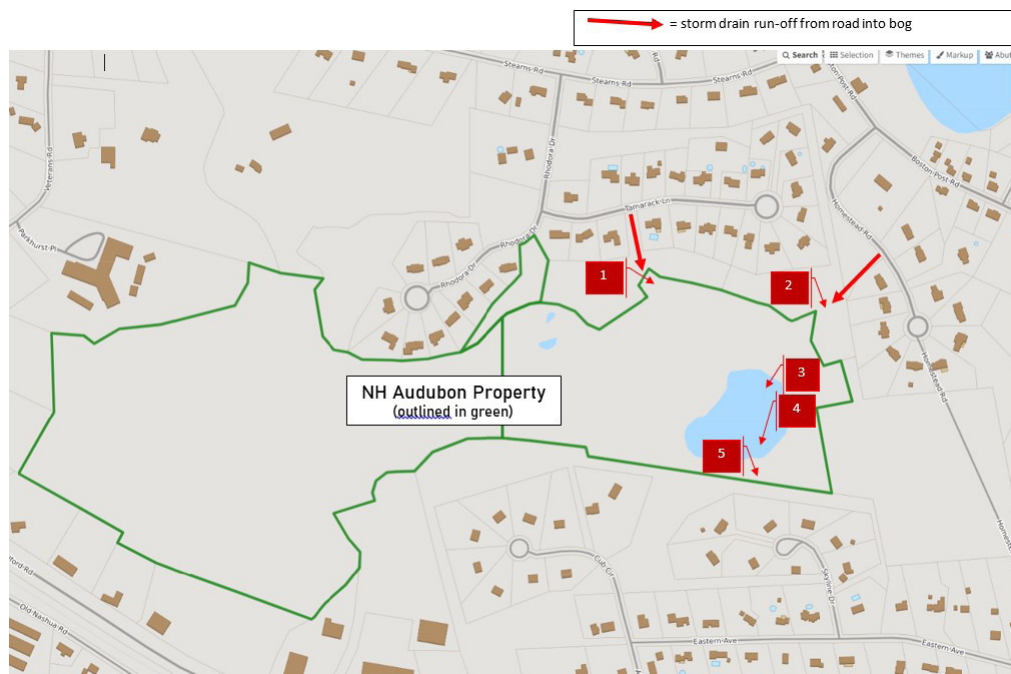 = storm drain run-off from road into bog
Search Selection Themes Markup
Stearns Rd
Stearns Rd
Stearns Rd
Boston Post Rd
Veterans Rd
Rhodora Dr
Homestead Rd
Tamarack Ln
Parkhurst Pl
Rhodora Dr
Rhodora Dr
1
2
3
4
5
NH Audubon Property
(outlined in green)
Homestead Rd
Cub Cir
Skyline Dr
Old Nashua Rd
Eastern Ave
Eastern Ave